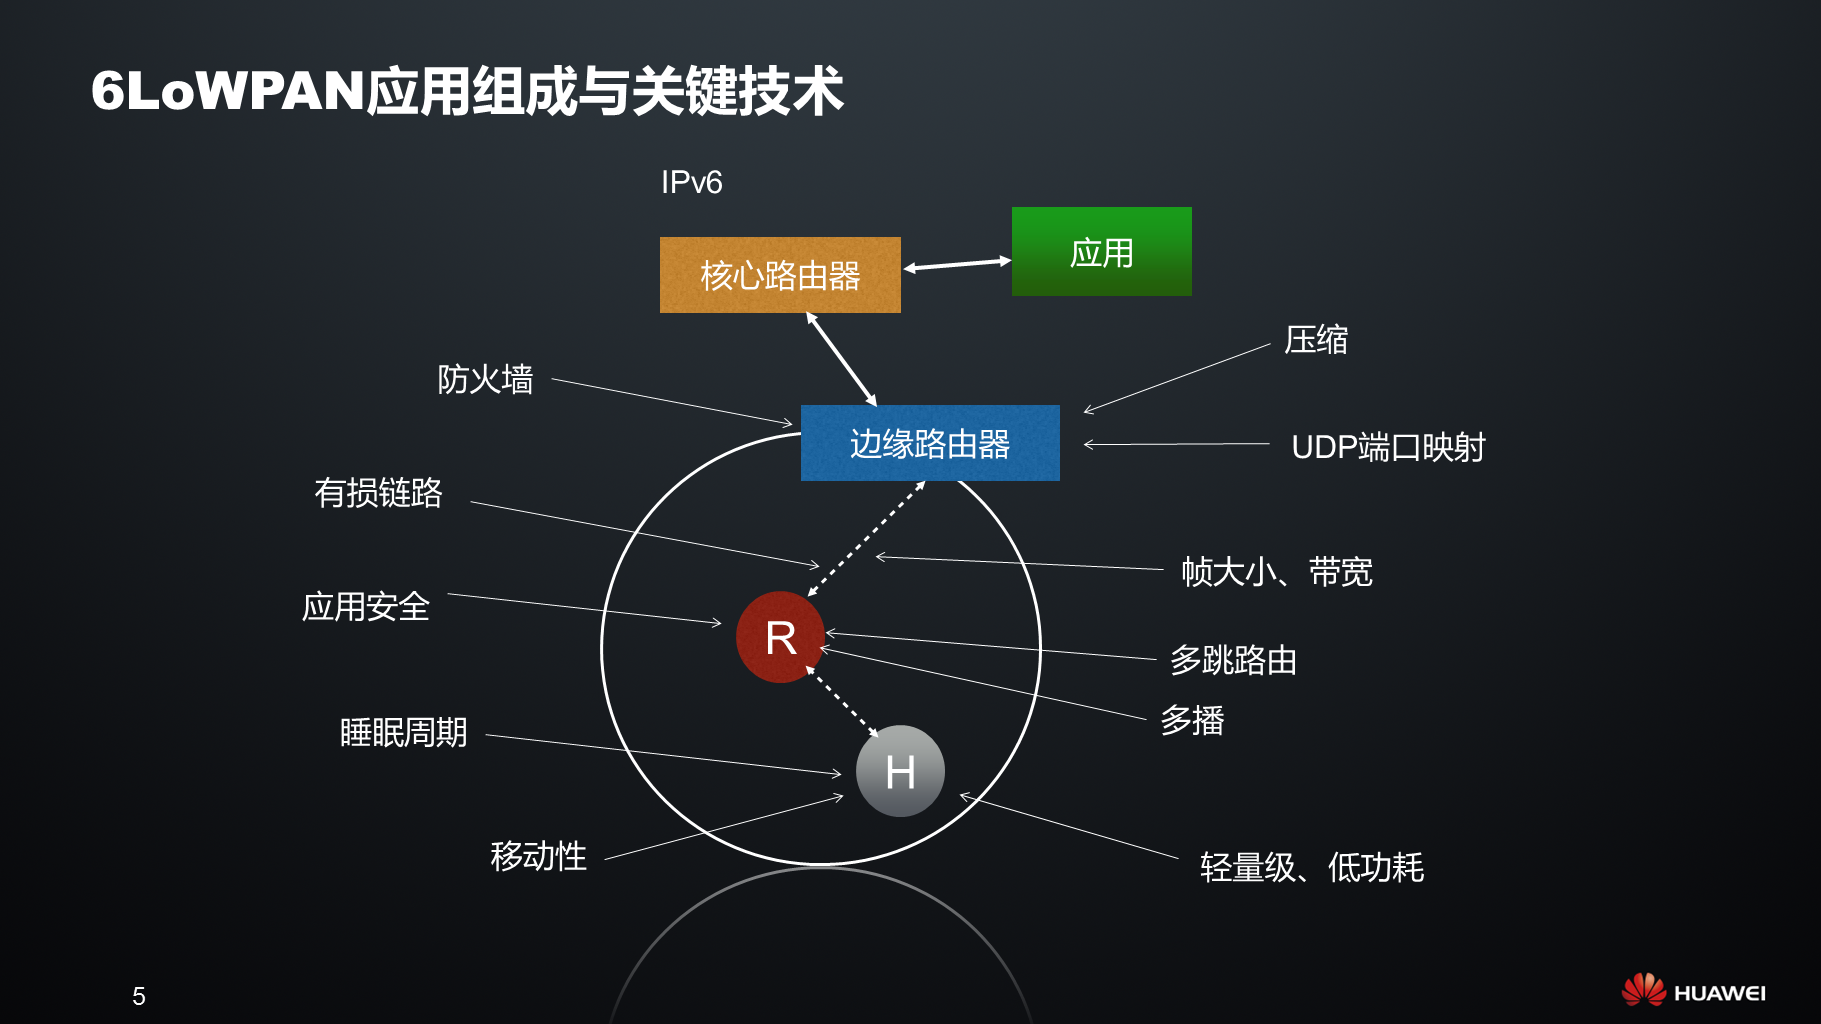 6LoWPAN应用组成与关键技术
IPv6
核心路由器
应用
压缩
防火墙
边缘路由器
UDP端口映射
有损链路
帧大小、带宽
应用安全
R
多跳路由
多播
睡眠周期
H
移动性
轻量级、低功耗
5
HUAWEI